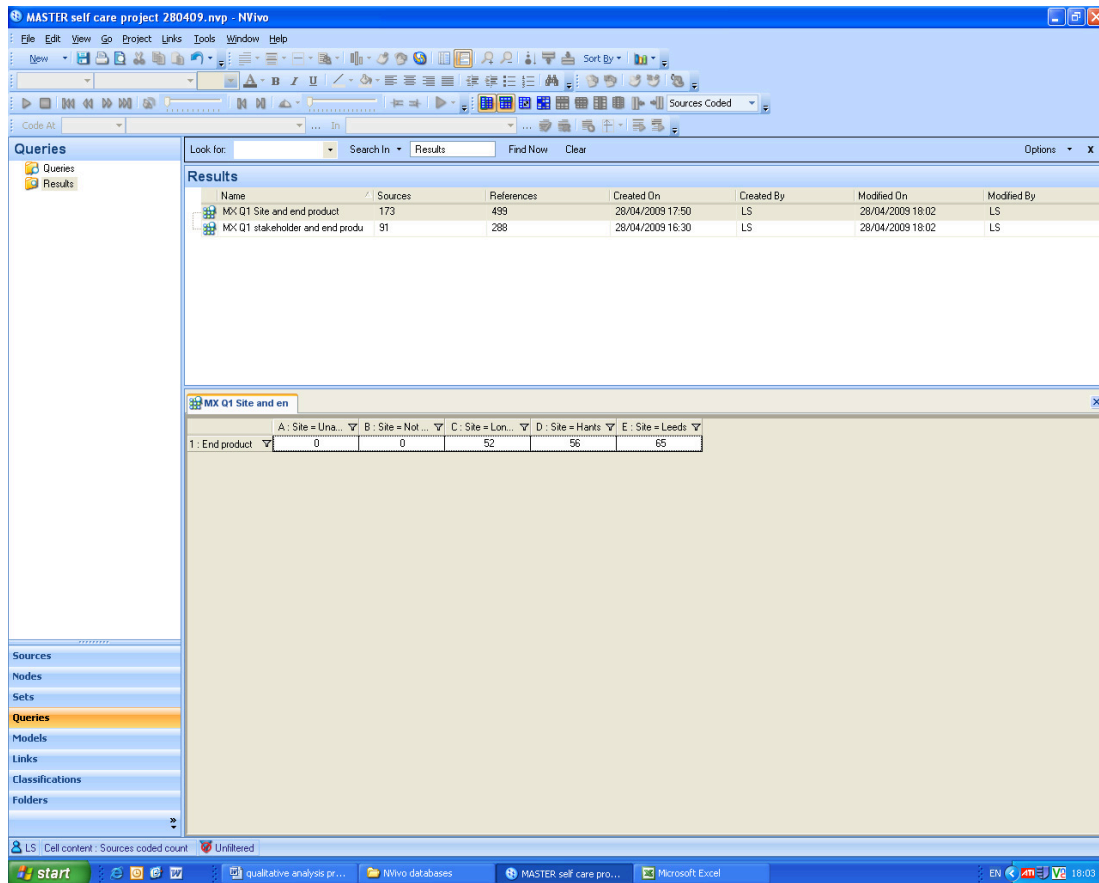 MASTER self care project 280409.nvp - NVivo
File Edit View Go Project Links Tools Window Help
New Sort By
A B I U
Sources Coded
Code At In
Queries
Queries
Results
Look for: Search In Results Find Now Clear Options x
Results
Name Sources References Created On Created By Modified On Modified By
MX Q1 Site and end product 173 499 28/04/2009 17:50 LS 28/04/2009 18:02 LS
MX Q1 stakeholder and end produ 91 288 28/04/2009 16:30 LS 28/04/2009 18:02 LS
MX Q1 Site and en
A : Site = Una... B : Site = Not ... C : Site = Lon... D : Site = Hants E : Site = Leeds
1 : End product 0 0 52 56 65
Sources
Nodes
Sets
Queries
Models
Links
Classifications
Folders
LS Cell content : Sources coded count Unfiltered
start qualitative analysis pr... NVivo databases MASTER self care pro... Microsoft Excel EN ATI 18:03